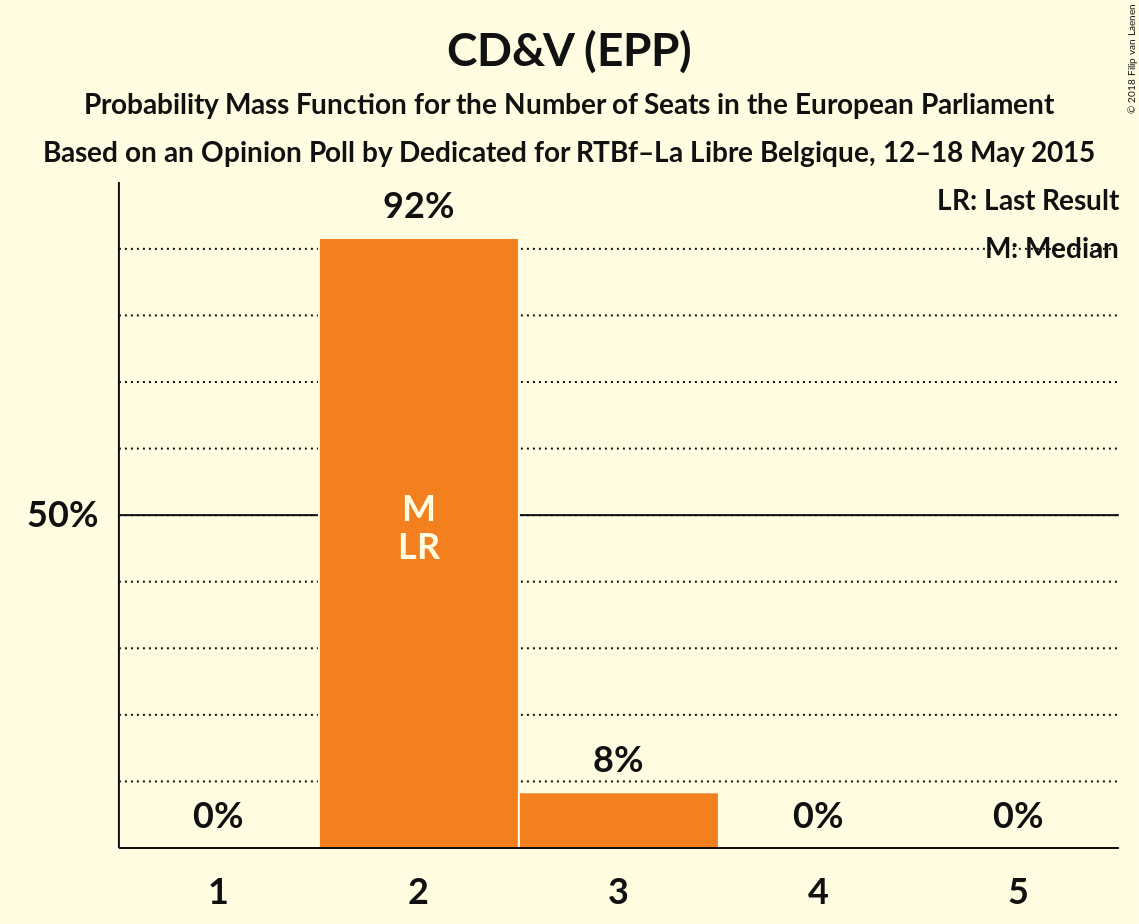 CD&V (EPP)
Probability Mass Function for the Number of Seats in the European Parliament
Based on an Opinion Poll by Dedicated for RTBf–La Libre Belgique, 12–18 May 2015
© 2018 Filip van Laenen
LR: Last Result
M: Median
92%
50%
M
LR
8%
0%
0%
0%
1
2
3
4
5